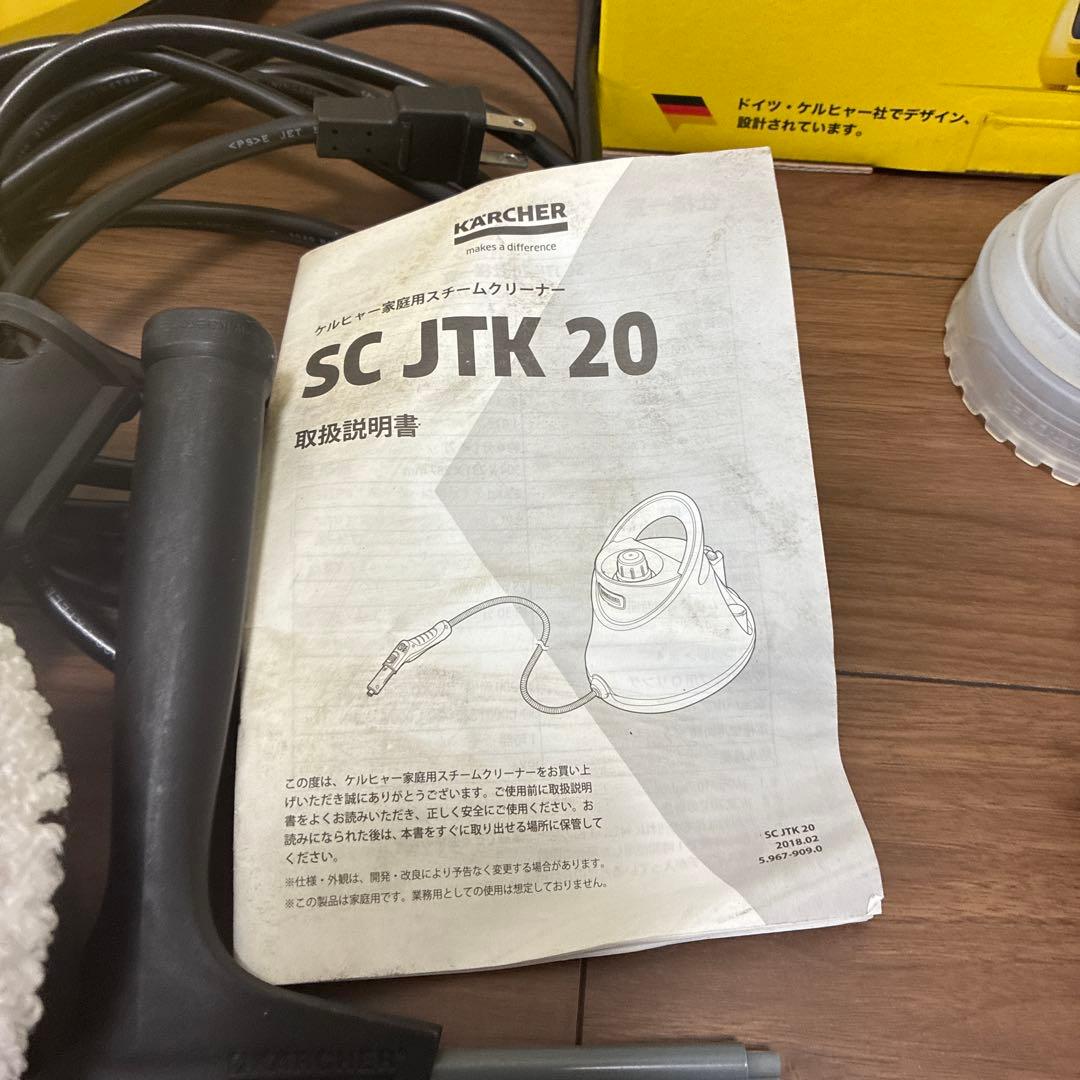 ドイツ・ケルヒャー社でデザイン、
設計されています。
<PS>E JET
KÄRCHER
makes a difference
ケルヒャー家庭用スチームクリーナー
SC JTK 20
取扱説明書
この度は、ケルヒャー家庭用スチームクリーナーをお買い上
げいただき誠にありがとうございます。ご使用前に取扱説明
書をよくお読みいただき、正しく安全にご使用ください。お
読みになられた後は、本書をすぐに取り出せる場所に保管して
ください。
※仕様・外観は、開発・改良により予告なく変更する場合があります。
※この製品は家庭用です。業務用としての使用は想定しておりません。
SC JTK 20
2018.02
5.967-909.0
KÄRCHER